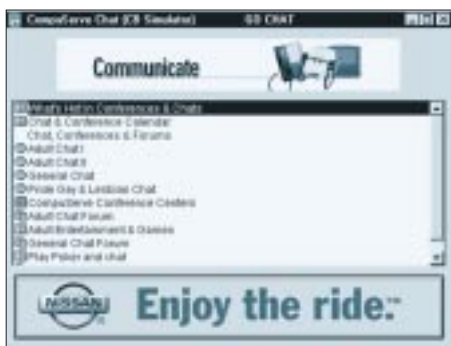 CompuServe Chat (CB Simulator) GO CHAT
Communicate
What's Hot in Conferences & Chats
Chat & Conference Calendar
Chat, Conferences & Forums
Adult Chat I
Adult Chat II
General Chat
Pride Gay & Lesbian Chat
CompuServe Conference Centers
Adult Chat Forum
Adult Entertainment & Games
General Chat Forum
Play Poker and chat
NISSAN Enjoy the ride.™